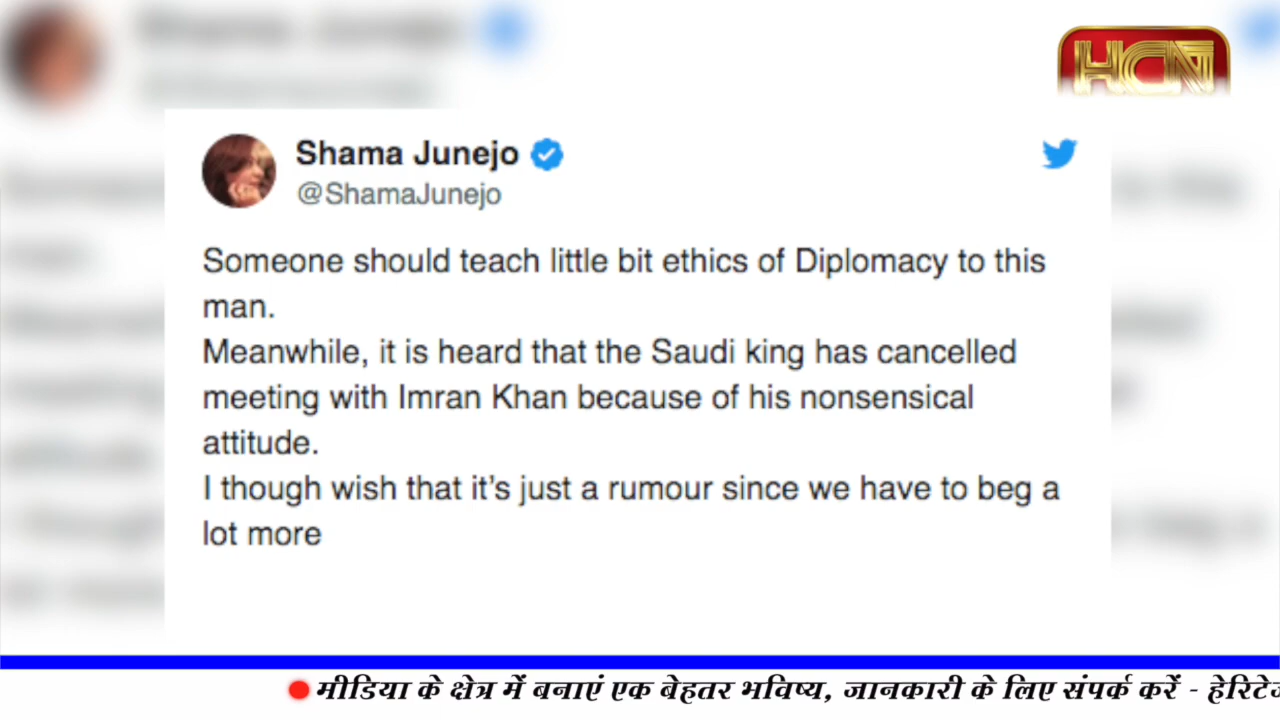 HCN
Shama Junejo
@ShamaJunejo
Someone should teach little bit ethics of Diplomacy to this
man.
Meanwhile, it is heard that the Saudi king has cancelled
meeting with Imran Khan because of his nonsensical
attitude.
I though wish that it’s just a rumour since we have to beg a
lot more
मीडिया के क्षेत्र में बनाएं एक बेहतर भविष्य, जानकारी के लिए संपर्क करें -